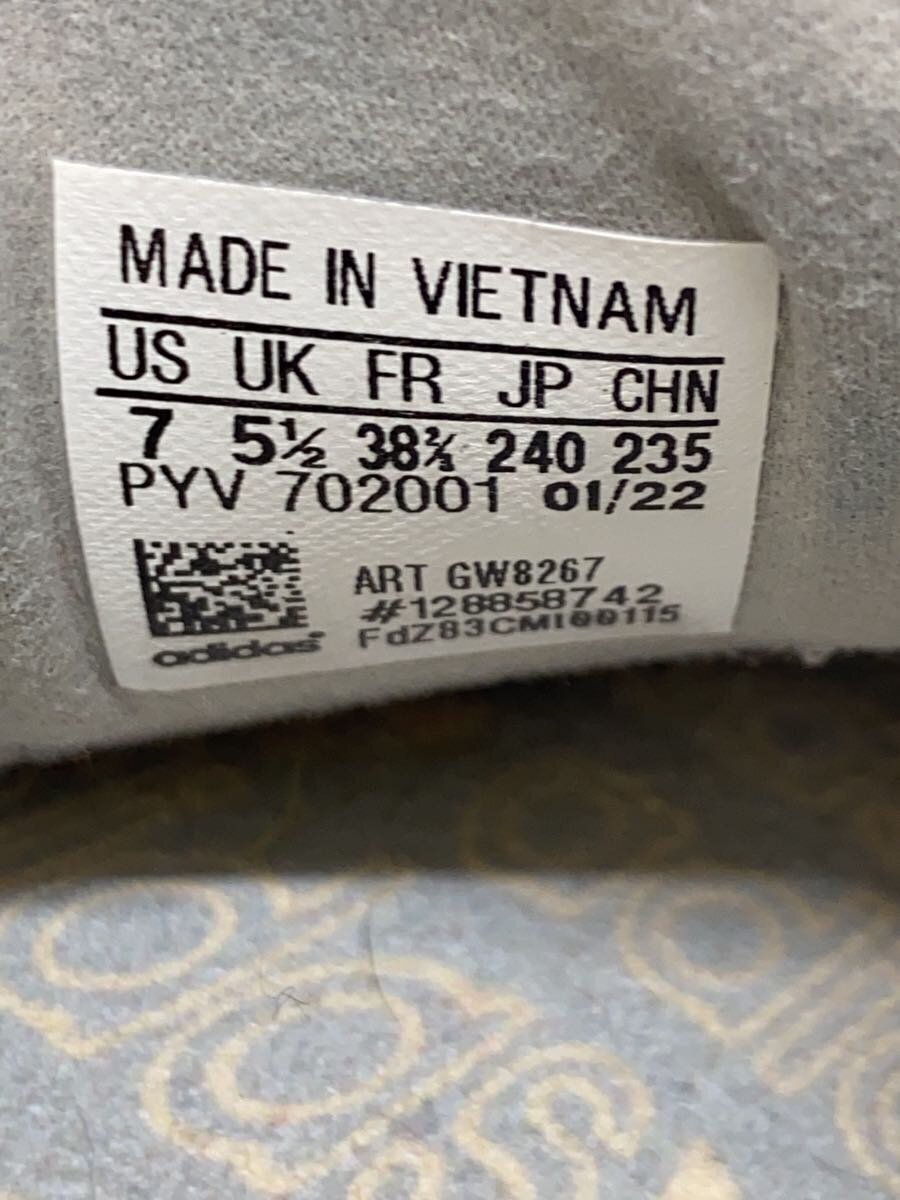 MADE IN VIETNAM
US UK FR JP CHN
7 5½ 38⅔ 240 235
PYV 702001 01/22
ART GW8267
#128858742
FdZ83CMI00115
adidas